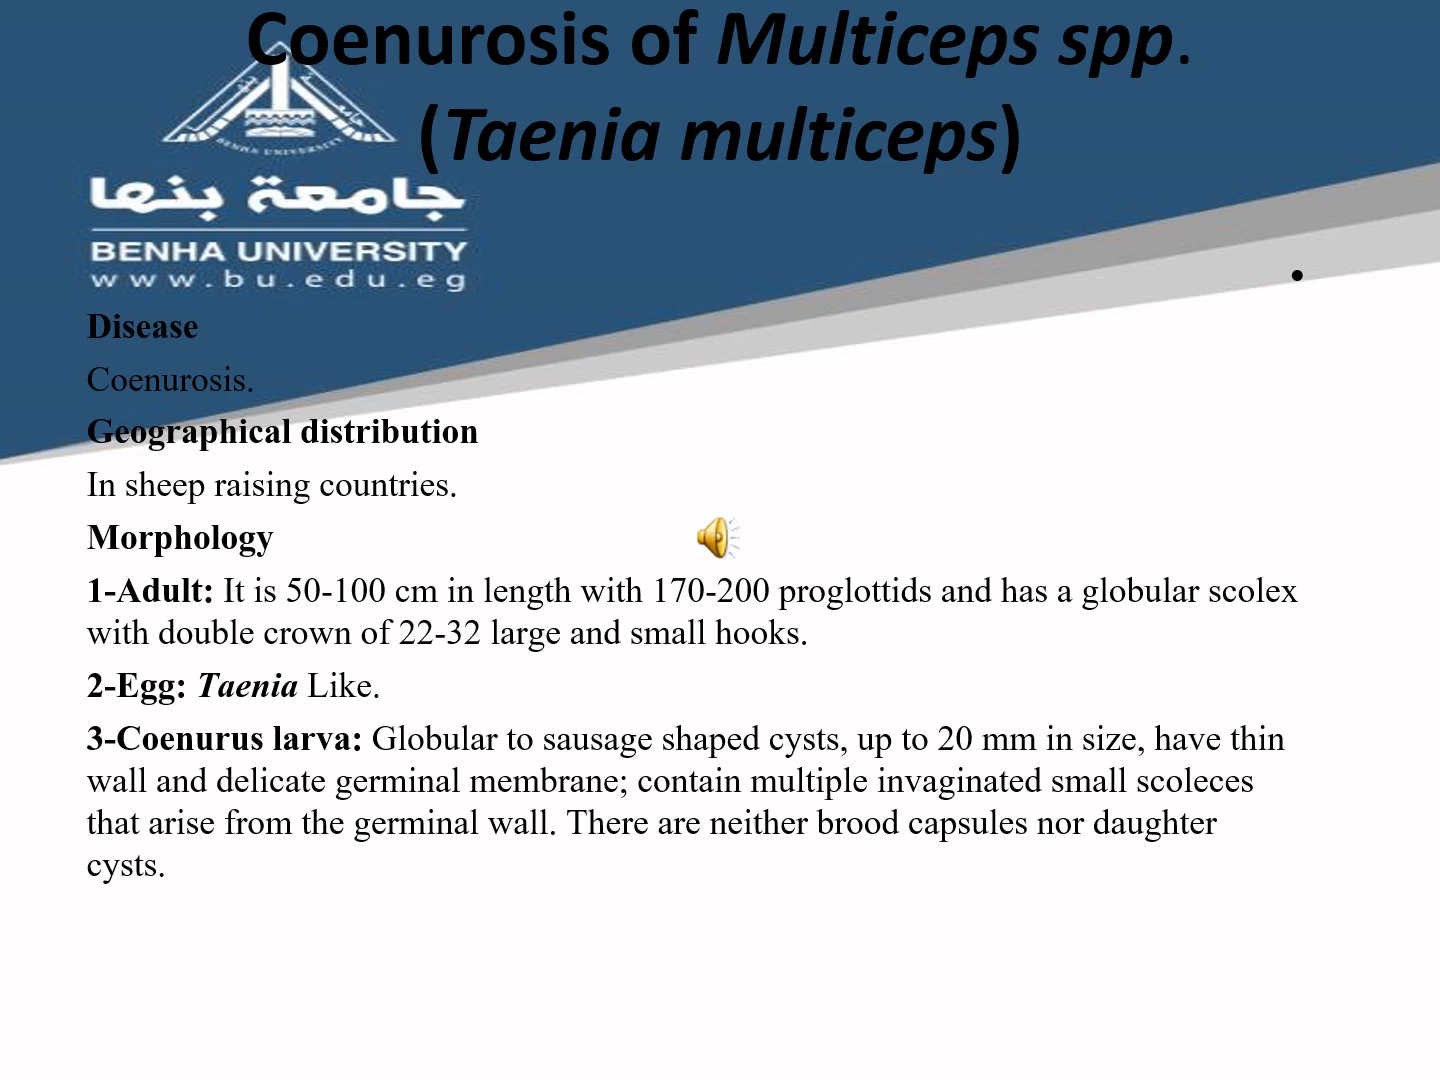 Coenurosis of Multiceps spp.
(Taenia multiceps)
BENHA UNIVERSITY
جامعة بنها
BENHA UNIVERSITY
www.bu.edu.eg
•
Disease
Coenurosis.
Geographical distribution
In sheep raising countries.
Morphology
1-Adult: It is 50-100 cm in length with 170-200 proglottids and has a globular scolex
with double crown of 22-32 large and small hooks.
2-Egg: Taenia Like.
3-Coenurus larva: Globular to sausage shaped cysts, up to 20 mm in size, have thin
wall and delicate germinal membrane; contain multiple invaginated small scoleces
that arise from the germinal wall. There are neither brood capsules nor daughter
cysts.